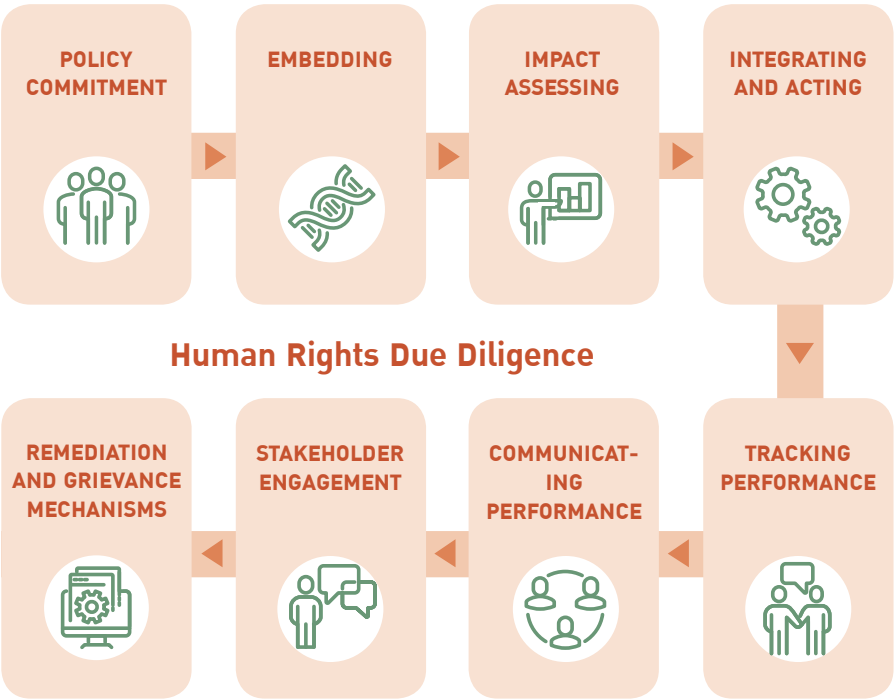 POLICY
COMMITMENT
EMBEDDING
IMPACT
ASSESSING
INTEGRATING
AND ACTING
Human Rights Due Diligence
REMEDIATION
AND GRIEVANCE
MECHANISMS
STAKEHOLDER
ENGAGEMENT
COMMUNICAT-
ING
PERFORMANCE
TRACKING
PERFORMANCE